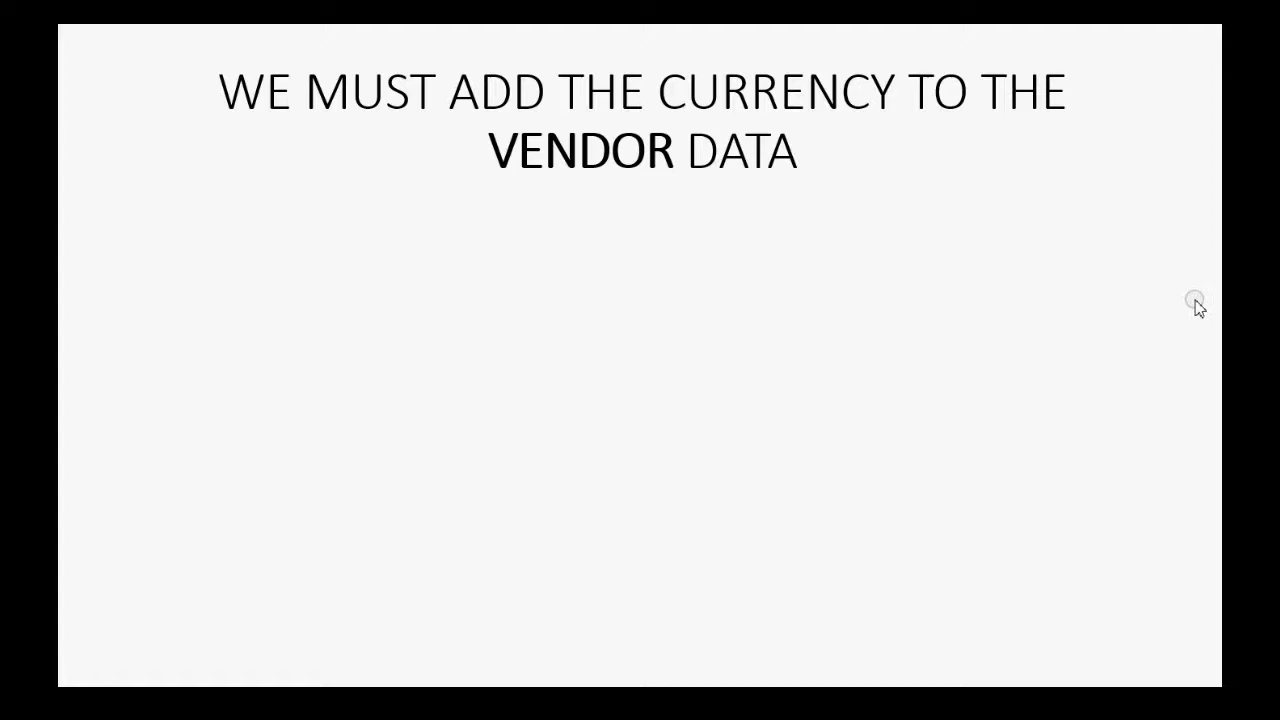 WE MUST ADD THE CURRENCY TO THE
VENDOR DATA